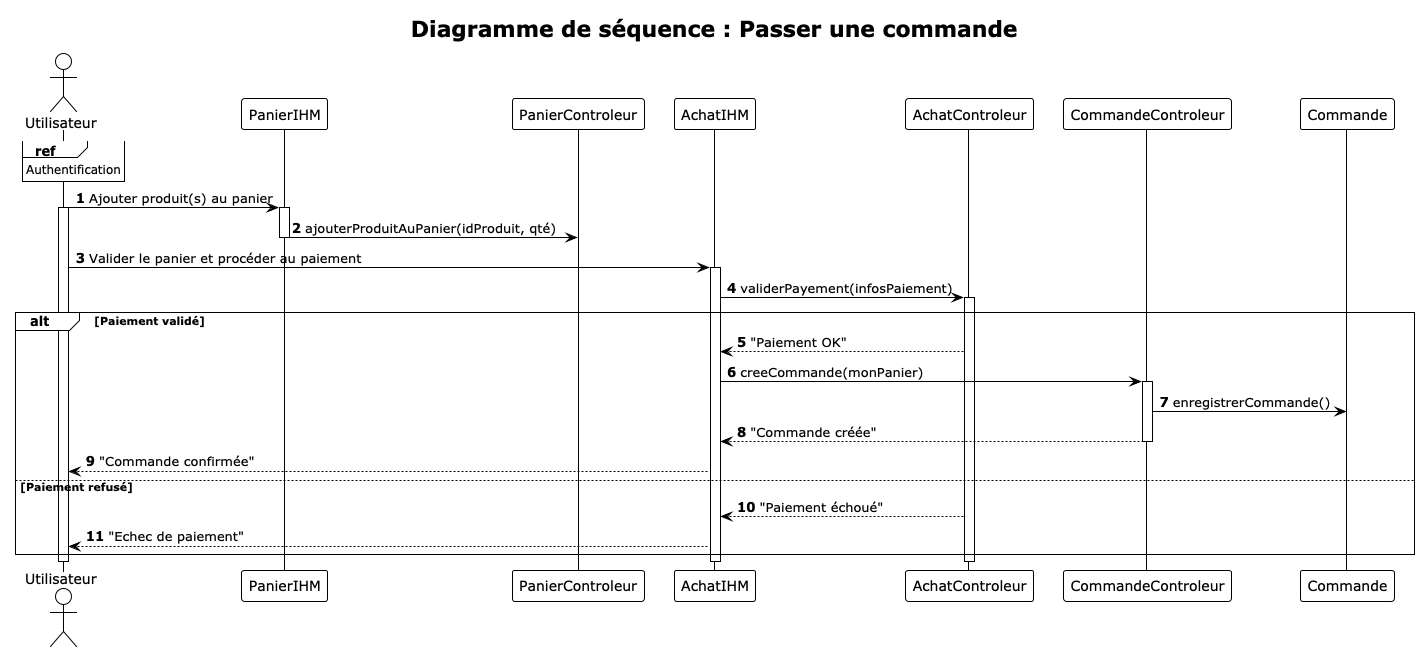 Diagramme de séquence : Passer une commande
Utilisateur
PanierIHM
PanierControleur
AchatIHM
AchatControleur
CommandeControleur
Commande
ref
Authentification
1 Ajouter produit(s) au panier
2 ajouterProduitAuPanier(idProduit, qté)
3 Valider le panier et procéder au paiement
4 validerPayement(infosPaiement)
alt [Paiement validé]
5 "Paiement OK"
6 creeCommande(monPanier)
7 enregistrerCommande()
8 "Commande créée"
9 "Commande confirmée"
[Paiement refusé]
10 "Paiement échoué"
11 "Echec de paiement"
Utilisateur
PanierIHM
PanierControleur
AchatIHM
AchatControleur
CommandeControleur
Commande